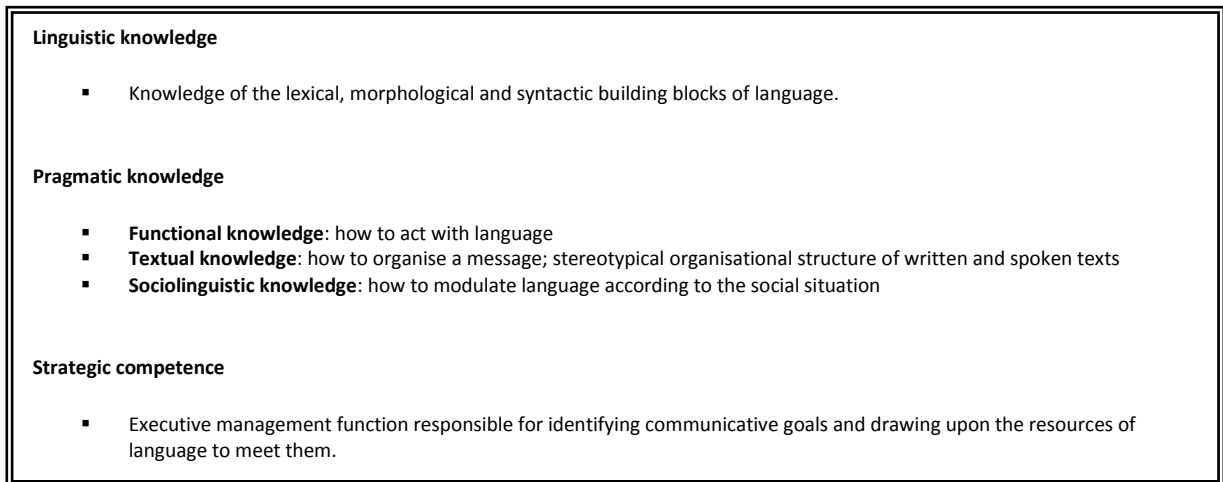 Linguistic knowledge
▪ Knowledge of the lexical, morphological and syntactic building blocks of language.
Pragmatic knowledge
▪ Functional knowledge: how to act with language
▪ Textual knowledge: how to organise a message; stereotypical organisational structure of written and spoken texts
▪ Sociolinguistic knowledge: how to modulate language according to the social situation
Strategic competence
▪ Executive management function responsible for identifying communicative goals and drawing upon the resources of
language to meet them.